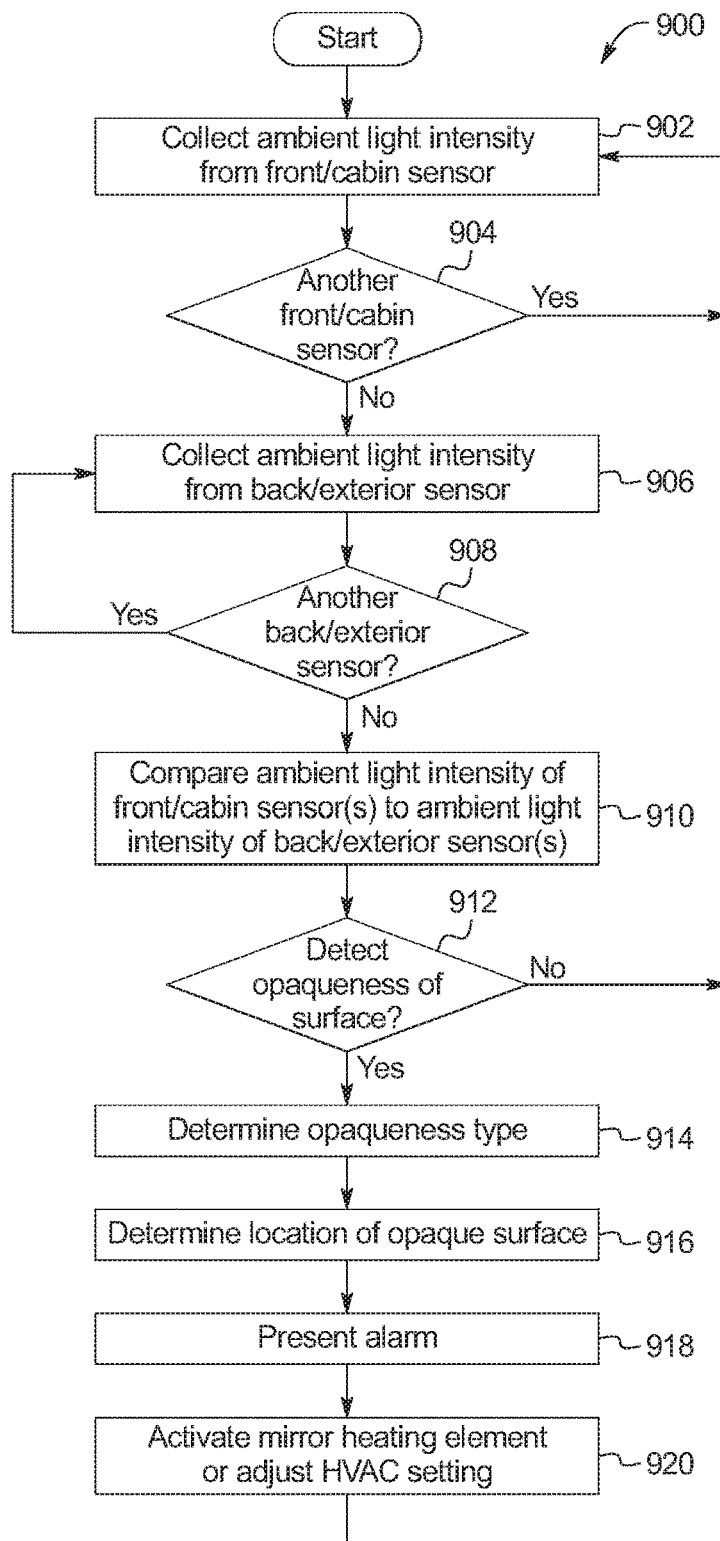 Start
900
Collect ambient light intensity
from front/cabin sensor
902
904
Another
front/cabin
sensor?
Yes
No
Collect ambient light intensity
from back/exterior sensor
906
908
Yes
Another
back/exterior
sensor?
No
Compare ambient light intensity of
front/cabin sensor(s) to ambient light
intensity of back/exterior sensor(s)
910
912
Detect
opaqueness of
surface?
No
Yes
Determine opaqueness type
914
Determine location of opaque surface
916
Present alarm
918
Activate mirror heating element
or adjust HVAC setting
920